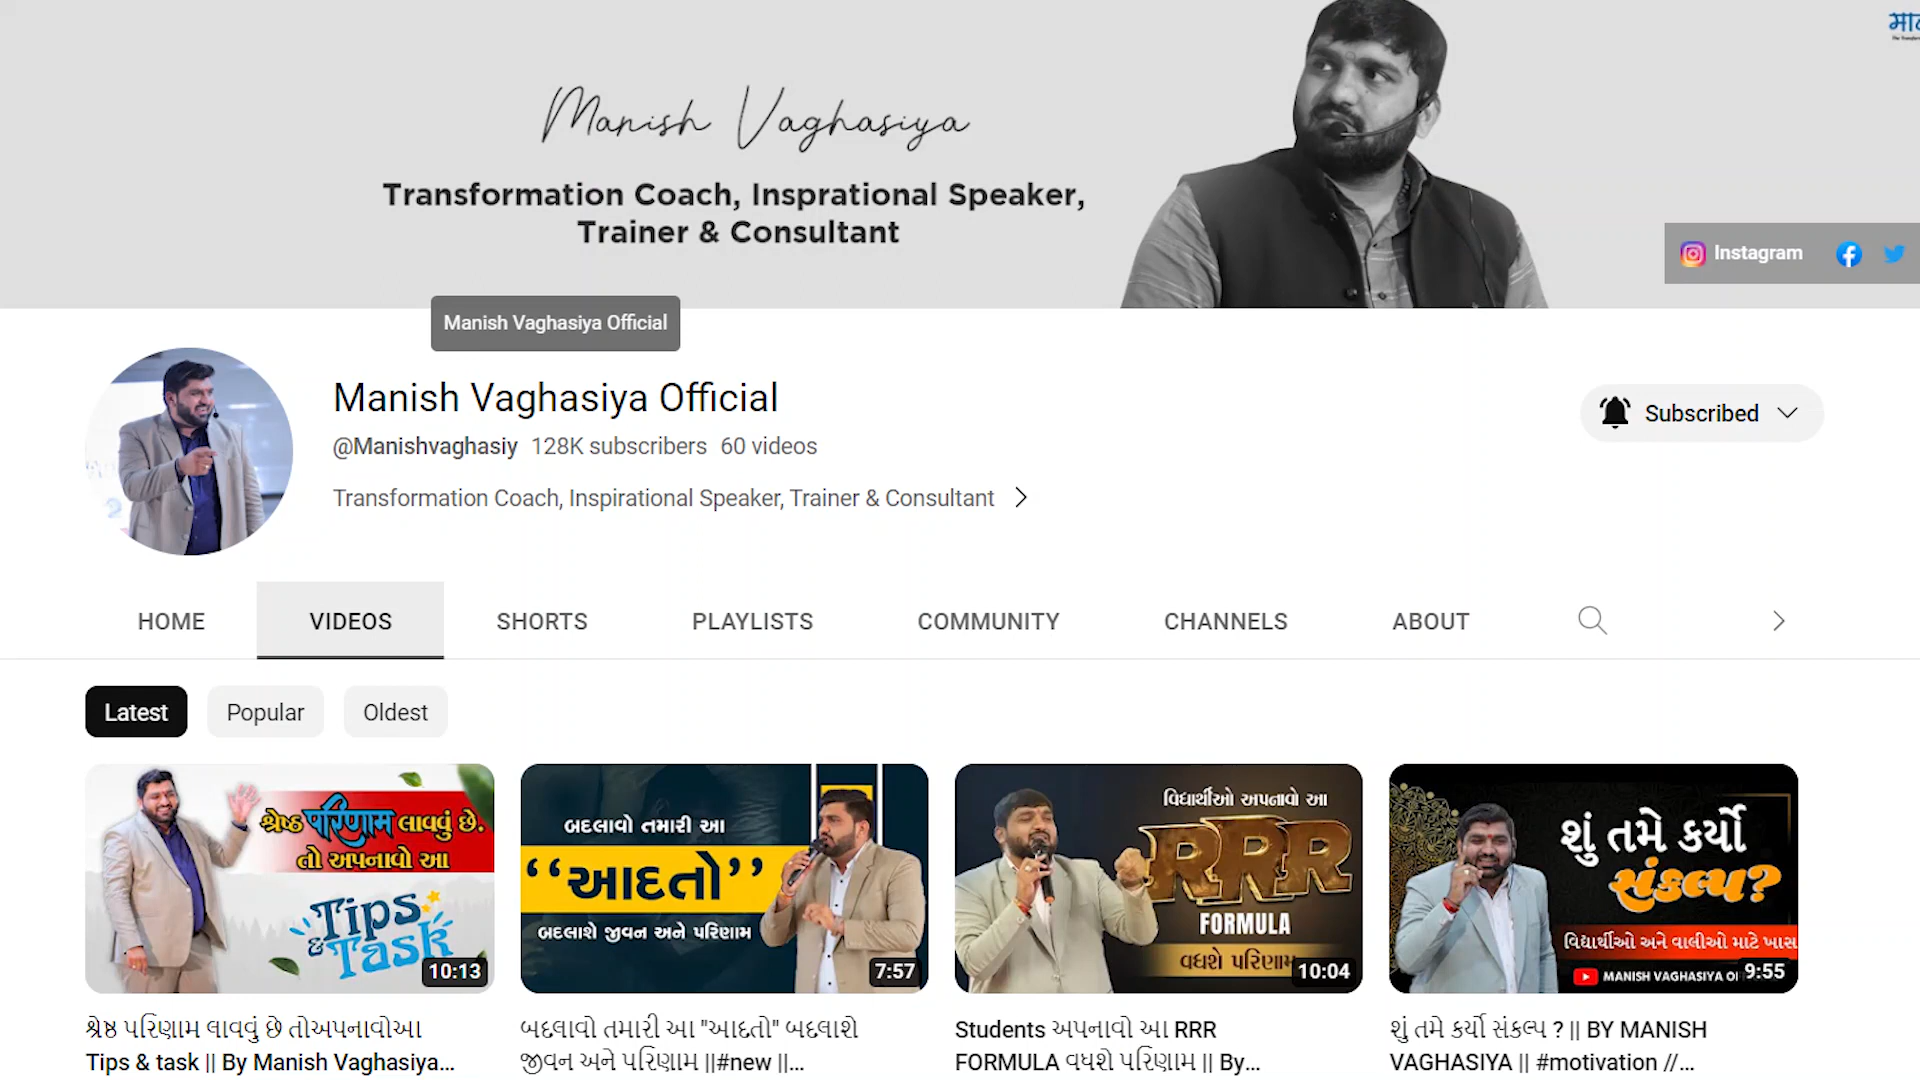 Manish Vaghasiya
Transformation Coach, Insprational Speaker,
Trainer & Consultant
Instagram
Manish Vaghasiya Official
Manish Vaghasiya Official
@Manishvaghasiy 128K subscribers 60 videos
Transformation Coach, Inspirational Speaker, Trainer & Consultant
Subscribed
HOME VIDEOS SHORTS PLAYLISTS COMMUNITY CHANNELS ABOUT
Latest Popular Oldest
શ્રેષ્ઠ પરિણામ લાવવું છે.
તો અપનાવો આ
Tips
& Task
10:13
બદલાવો તમારી આ
‘‘આદતો’’
બદલાશે જીવન અને પરિણામ
7:57
વિદ્યાર્થીઓ અપનાવો આ
RRR
FORMULA
વધશે પરિણામ
10:04
શું તમે કર્યો
સંકલ્પ?
વિદ્યાર્થીઓ અને વાલીઓ માટે ખાસ
MANISH VAGHASIYA
9:55
શ્રેષ્ઠ પરિણામ લાવવું છે તોઅપનાવોઆ
Tips & task || By Manish Vaghasiya...
બદલાવો તમારી આ "આદતો" બદલાશે
જીવન અને પરિણામ ||#new ||...
Students અપનાવો આ RRR
FORMULA વધશે પરિણામ || By...
શું તમે કર્યો સંકલ્પ ? || BY MANISH
VAGHASIYA || #motivation //...